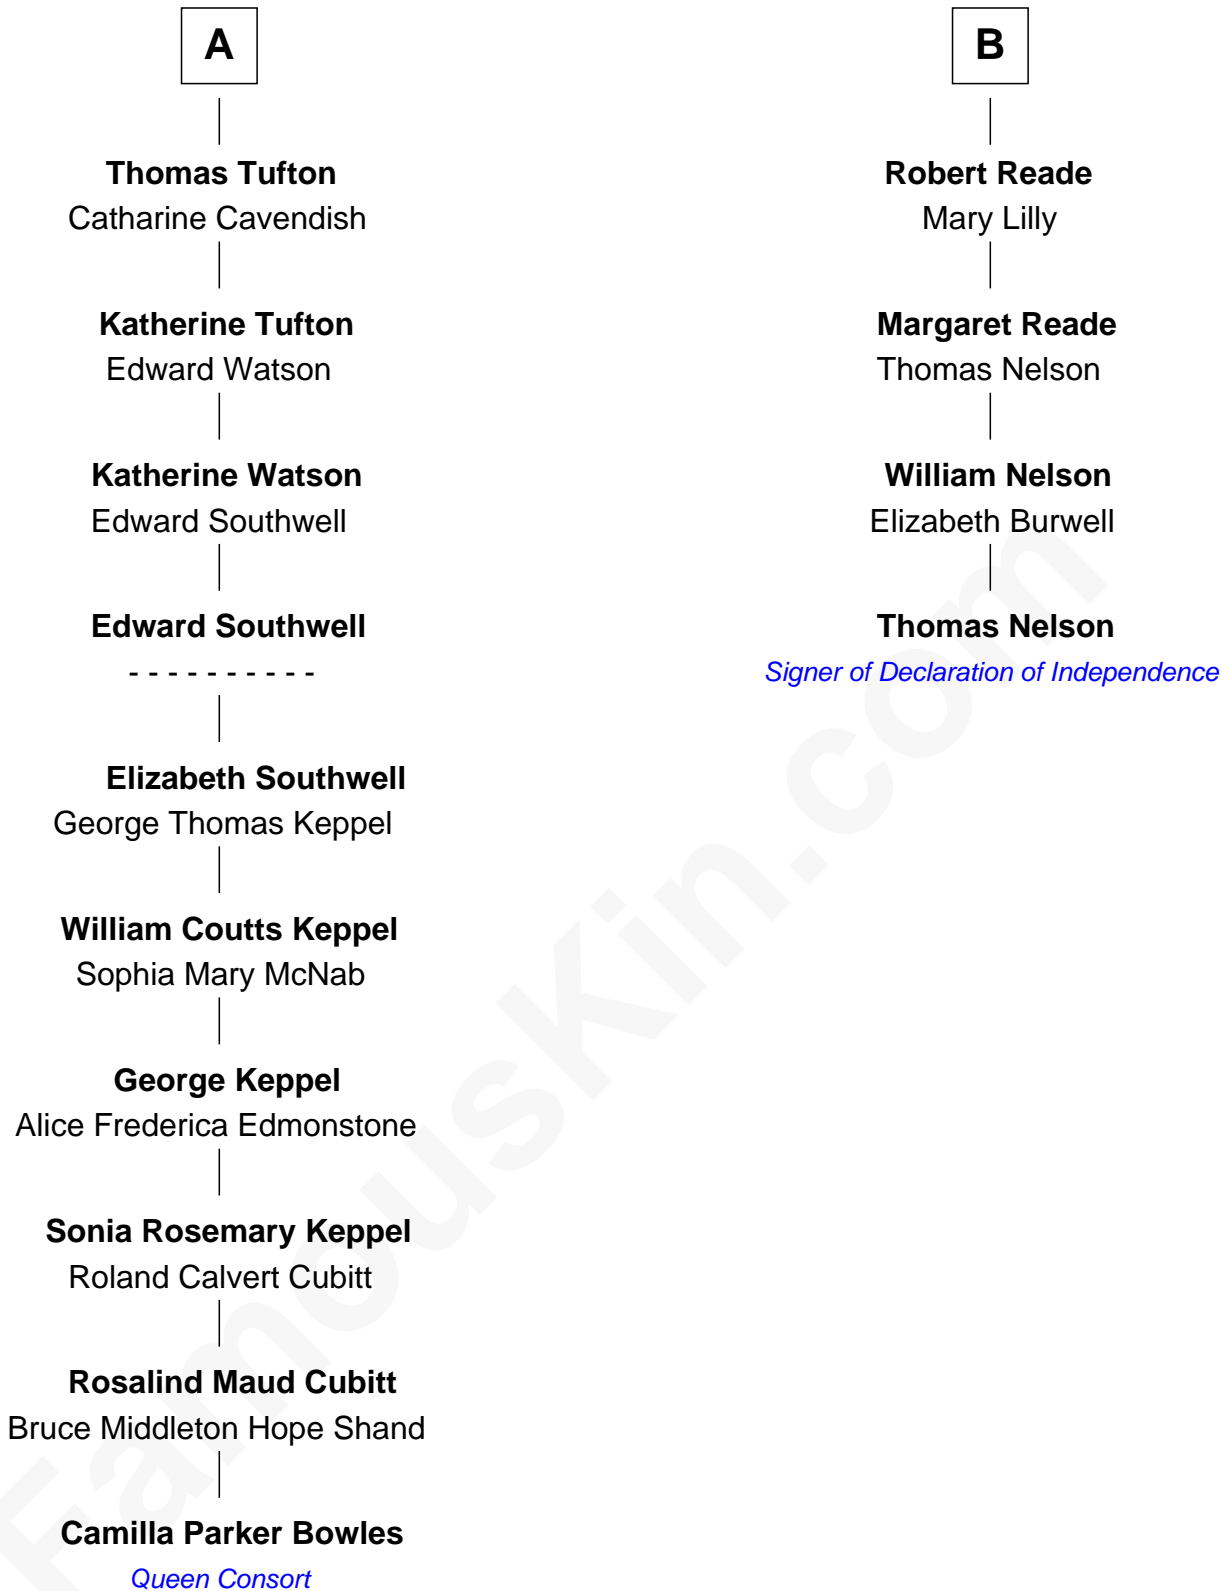 A
Thomas Tufton
Catharine Cavendish
Katherine Tufton
Edward Watson
Katherine Watson
Edward Southwell
Edward Southwell
- - - - - - - - - -
Elizabeth Southwell
George Thomas Keppel
William Coutts Keppel
Sophia Mary McNab
George Keppel
Alice Frederica Edmonstone
Sonia Rosemary Keppel
Roland Calvert Cubitt
Rosalind Maud Cubitt
Bruce Middleton Hope Shand
Camilla Parker Bowles
Queen Consort
B
Robert Reade
Mary Lilly
Margaret Reade
Thomas Nelson
William Nelson
Elizabeth Burwell
Thomas Nelson
Signer of Declaration of Independence
FamousKin.com